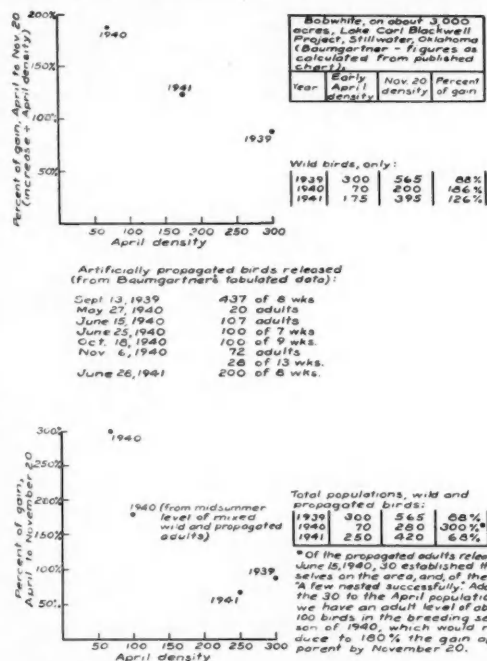 200%
150%
100%
50%
Percent of gain, April to Nov. 20
(increase ÷ April density)
1940
1941
1939
50 100 150 200 250 300
April density
Bobwhite, on about 3,000
acres, Lake Carl Blackwell
Project, Stillwater, Oklahoma
(Baumgartner - figures as
calculated from published
chart).
Year Early April density Nov. 20 density Percent of gain
Wild birds, only:
1939 300 565 88%
1940 70 200 186%
1941 175 395 126%
Artificially propagated birds released
(from Baumgartner's tabulated data):
Sept. 13, 1939 437 of 8 wks
May 27, 1940 20 adults
June 15, 1940 107 adults
June 25, 1940 100 of 7 wks
Oct. 18, 1940 100 of 9 wks.
Nov. 6, 1940 72 adults
28 of 13 wks.
June 26, 1941 200 of 8 wks.
300%
250%
200%
150%
100%
50%
Percent of gain,
April to November 20
1940
1940 (from midsummer
level of mixed
wild and propagated
adults)
1939
1941
50 100 150 200 250 300
April density
Total populations, wild and
propagated birds:
1939 300 565 88%
1940 70 280 300%*
1941 250 420 68%
*Of the propagated adults relea
June 15, 1940, 30 established th
selves on the area, and, of the
"A few nested successfully." Add
the 30 to the April populatio
we have an adult level of ab
100 birds in the breeding se
son of 1940, which would r
duce to 180% the gain ap
parent by November 20.